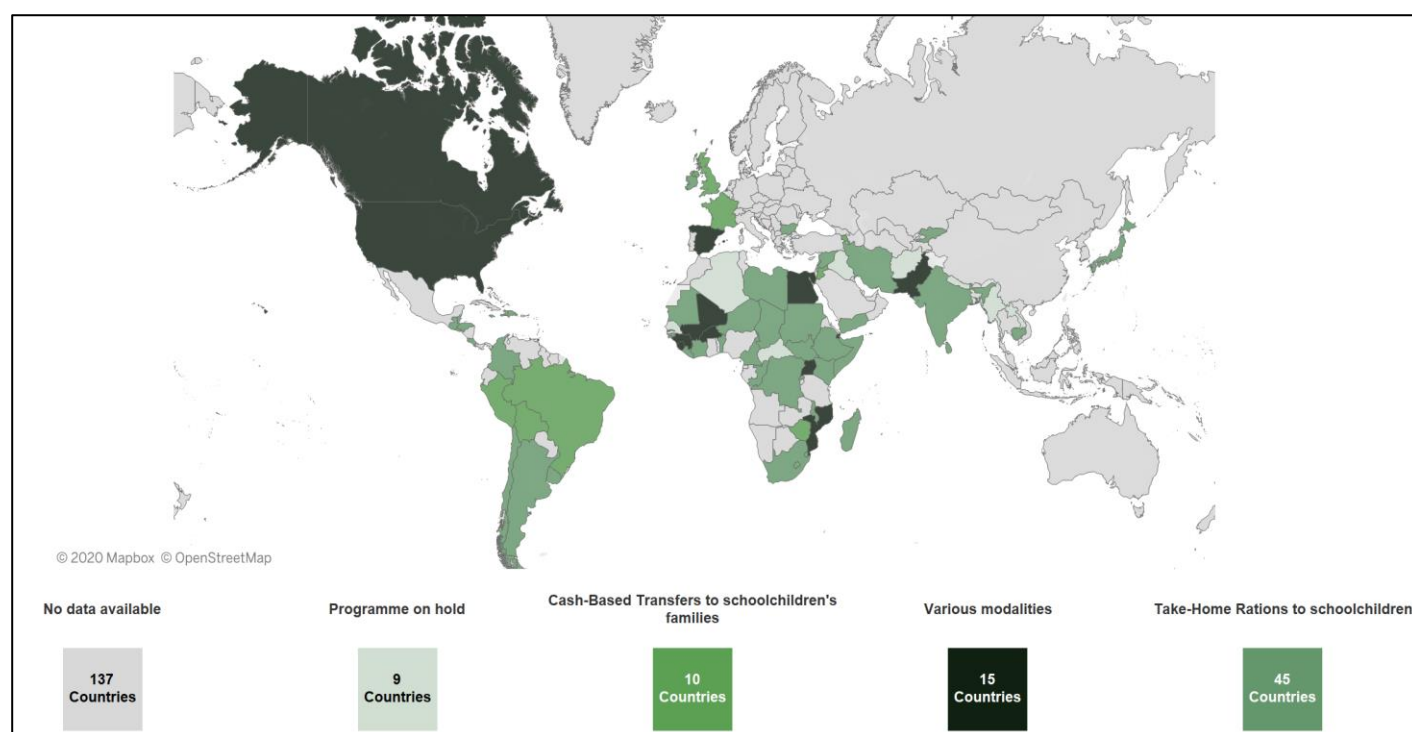 © 2020 Mapbox © OpenStreetMap
No data available
Programme on hold
Cash-Based Transfers to schoolchildren's
families
Various modalities
Take-Home Rations to schoolchildren
137
Countries
9
Countries
10
Countries
15
Countries
45
Countries